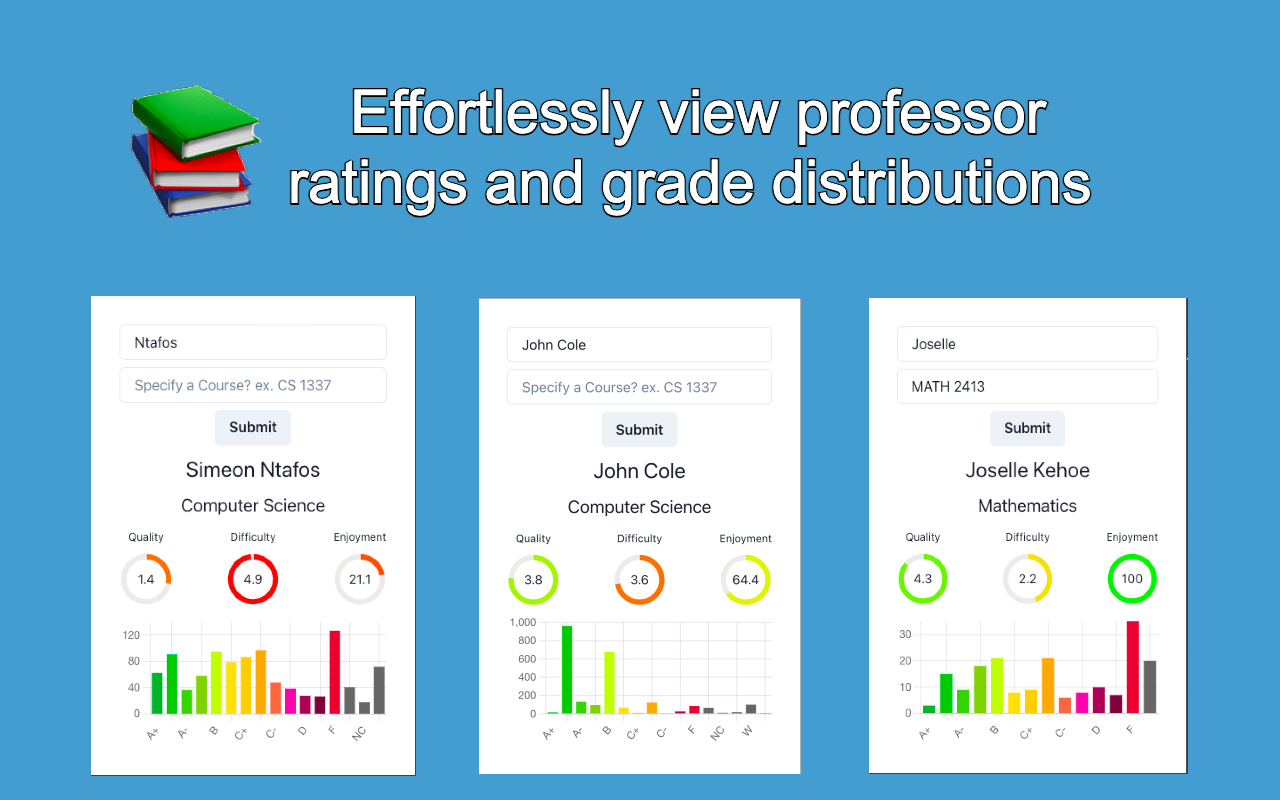 Effortlessly view professor
ratings and grade distributions
Ntafos
Specify a Course? ex. CS 1337
Submit
Simeon Ntafos
Computer Science
Quality Difficulty Enjoyment
1.4 4.9 21.1
120
80
40
0
A+ A- B C+ C- D F NC
John Cole
Specify a Course? ex. CS 1337
Submit
John Cole
Computer Science
Quality Difficulty Enjoyment
3.8 3.6 64.4
1,000
800
600
400
200
0
A+ A- B C+ C- F NC W
Joselle
MATH 2413
Submit
Joselle Kehoe
Mathematics
Quality Difficulty Enjoyment
4.3 2.2 100
30
20
10
0
A+ A- B C+ C- D F